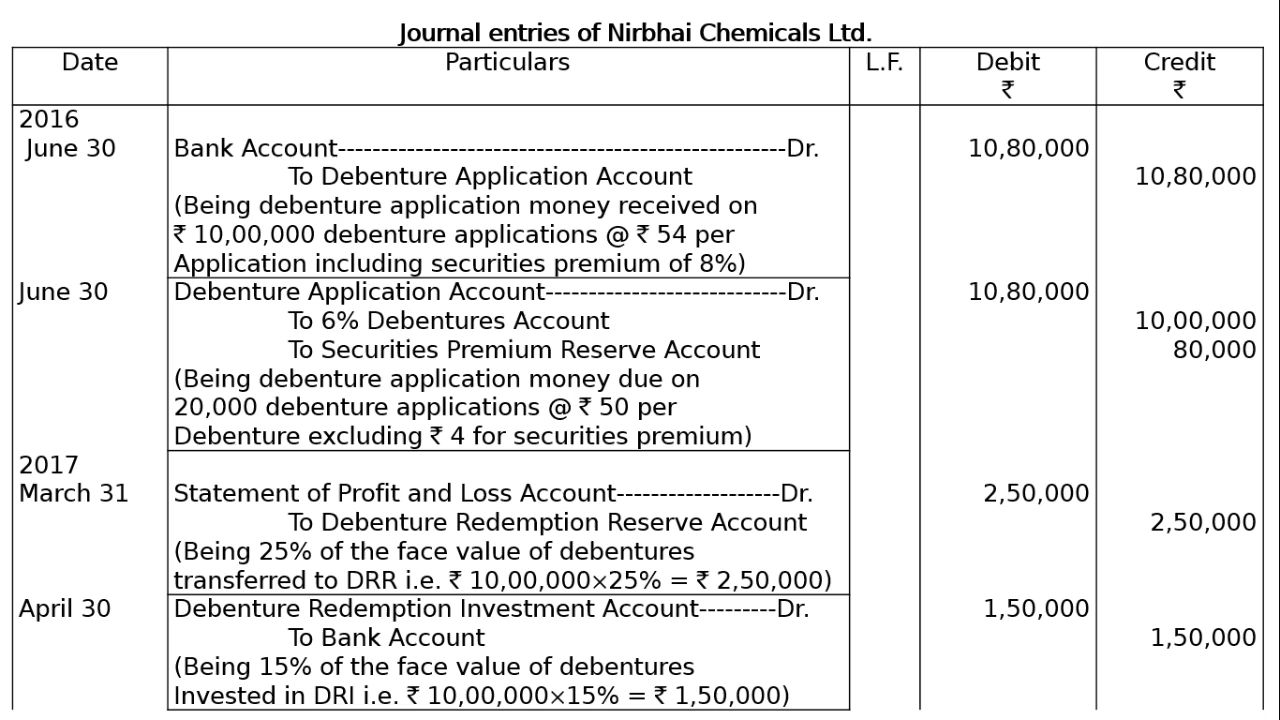 Journal entries of Nirbhai Chemicals Ltd.
Date Particulars L.F. Debit Credit
₹ ₹
2016
June 30 Bank Account----------------------------------------------------Dr. 10,80,000
To Debenture Application Account 10,80,000
(Being debenture application money received on
₹ 10,00,000 debenture applications @ ₹ 54 per
Application including securities premium of 8%)
June 30 Debenture Application Account----------------------------Dr. 10,80,000
To 6% Debentures Account 10,00,000
To Securities Premium Reserve Account 80,000
(Being debenture application money due on
20,000 debenture applications @ ₹ 50 per
Debenture excluding ₹ 4 for securities premium)
2017
March 31 Statement of Profit and Loss Account-------------------Dr. 2,50,000
To Debenture Redemption Reserve Account 2,50,000
(Being 25% of the face value of debentures
transferred to DRR i.e. ₹ 10,00,000×25% = ₹ 2,50,000)
April 30 Debenture Redemption Investment Account---------Dr. 1,50,000
To Bank Account 1,50,000
(Being 15% of the face value of debentures
Invested in DRI i.e. ₹ 10,00,000×15% = ₹ 1,50,000)